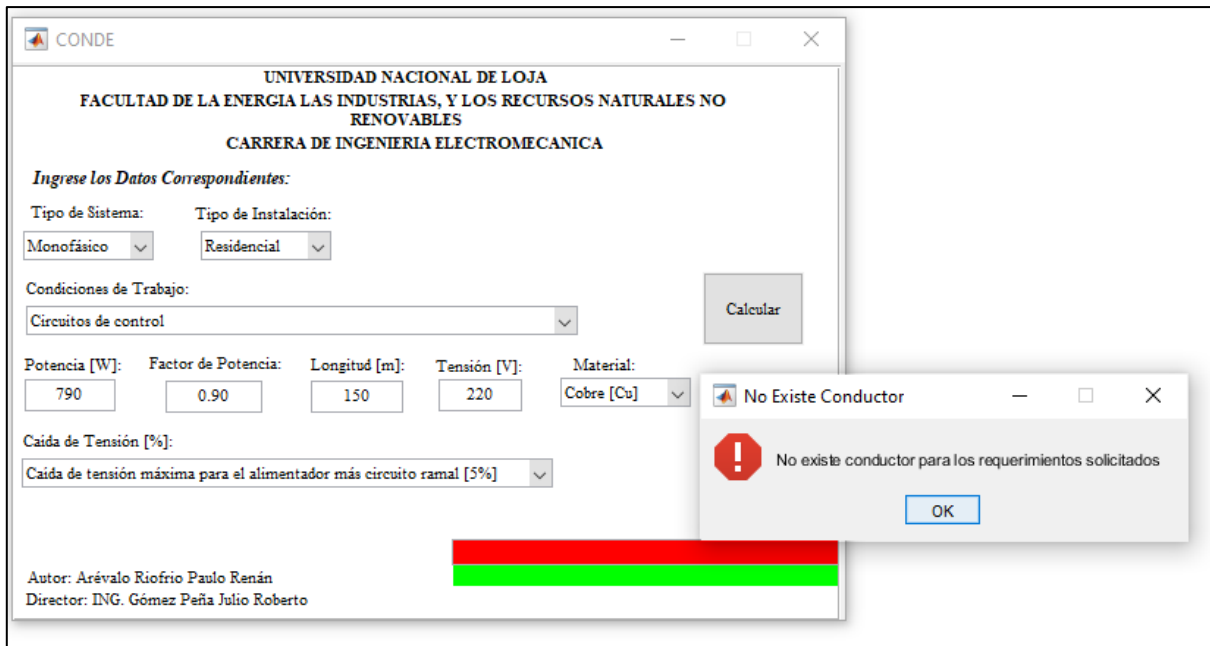 CONDE
UNIVERSIDAD NACIONAL DE LOJA
FACULTAD DE LA ENERGIA LAS INDUSTRIAS, Y LOS RECURSOS NATURALES NO
RENOVABLES
CARRERA DE INGENIERIA ELECTROMECANICA
Ingrese los Datos Correspondientes:
Tipo de Sistema: Tipo de Instalación:
Monofásico Residencial
Condiciones de Trabajo:
Circuitos de control
Calcular
Potencia [W]: Factor de Potencia: Longitud [m]: Tensión [V]: Material:
790 0.90 150 220 Cobre [Cu]
Caida de Tensión [%]:
Caida de tensión máxima para el alimentador más circuito ramal [5%]
No Existe Conductor
No existe conductor para los requerimientos solicitados
OK
Autor: Arévalo Riofrio Paulo Renán
Director: ING. Gómez Peña Julio Roberto